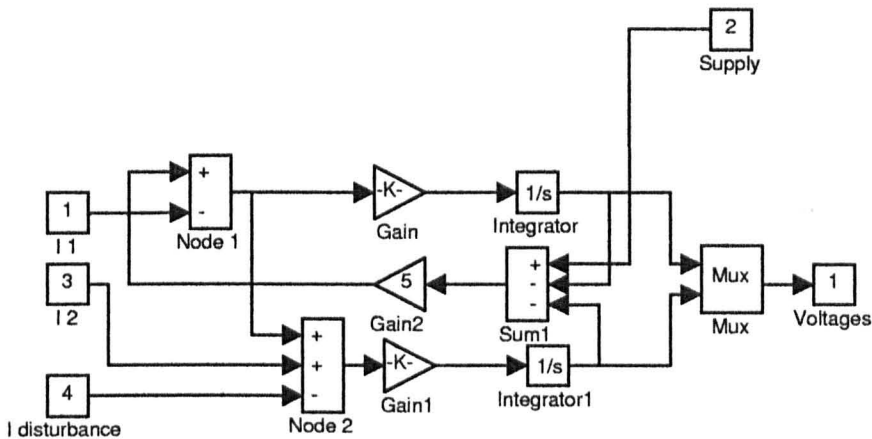 2
Supply
+
-
Node 1
-K-
Gain
1/s
Integrator
1
I 1
+
-
-
Sum1
5
Gain2
Mux
Mux
1
Voltages
3
I 2
+
+
-
Node 2
-K-
Gain1
1/s
Integrator1
4
I disturbance